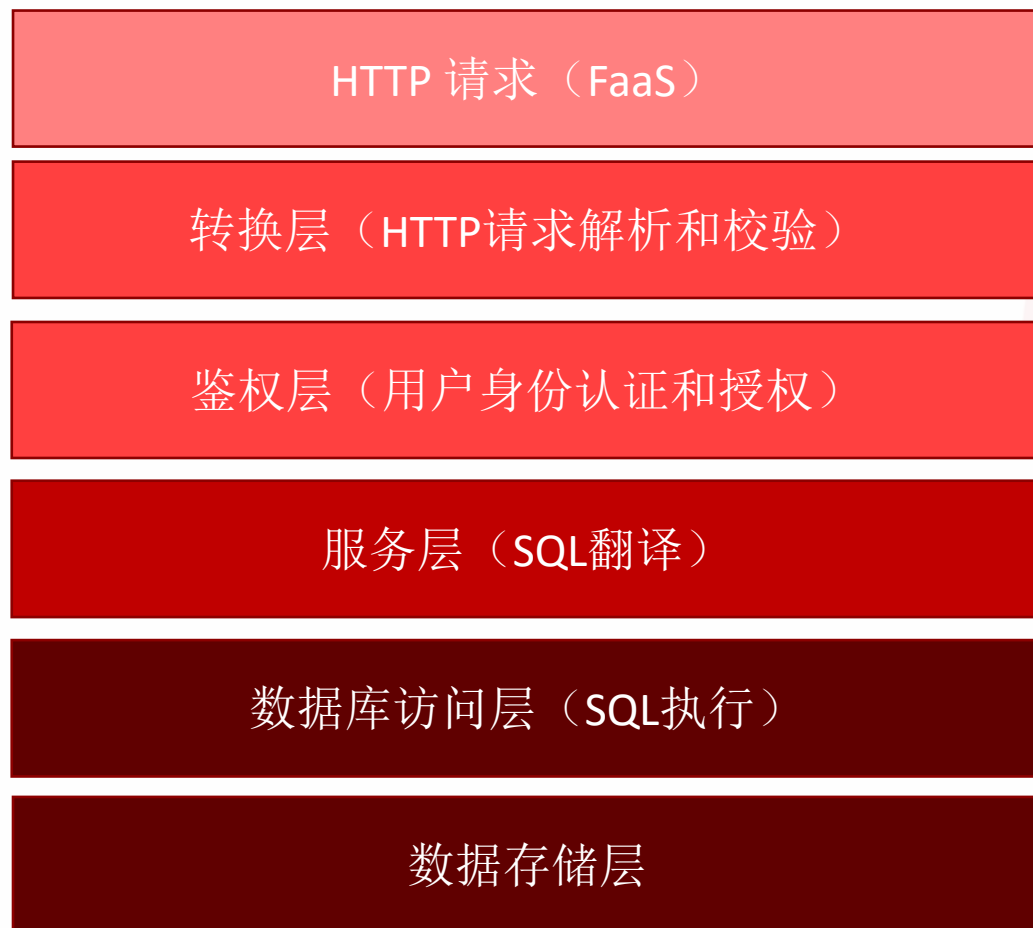 HTTP 请求（FaaS）
转换层（HTTP请求解析和校验）
鉴权层（用户身份认证和授权）
服务层（SQL翻译）
数据库访问层（SQL执行）
数据存储层